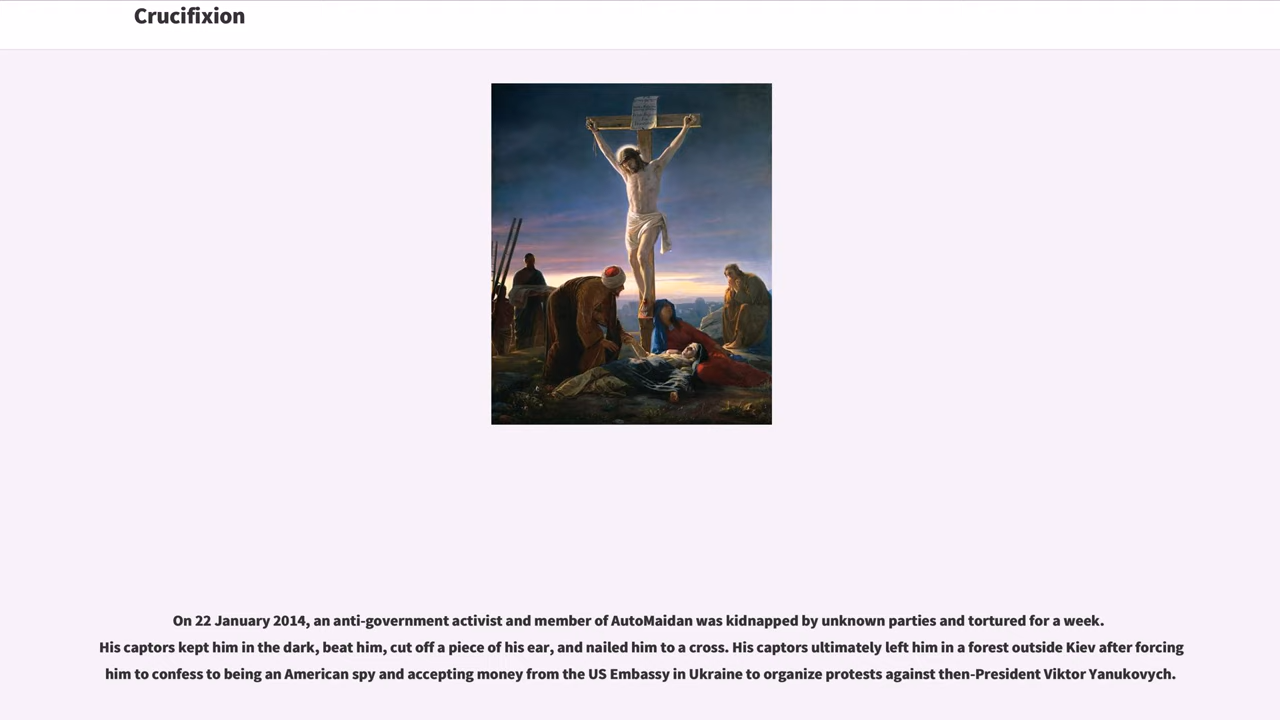 Crucifixion
On 22 January 2014, an anti-government activist and member of AutoMaidan was kidnapped by unknown parties and tortured for a week.
His captors kept him in the dark, beat him, cut off a piece of his ear, and nailed him to a cross. His captors ultimately left him in a forest outside Kiev after forcing
him to confess to being an American spy and accepting money from the US Embassy in Ukraine to organize protests against then-President Viktor Yanukovych.